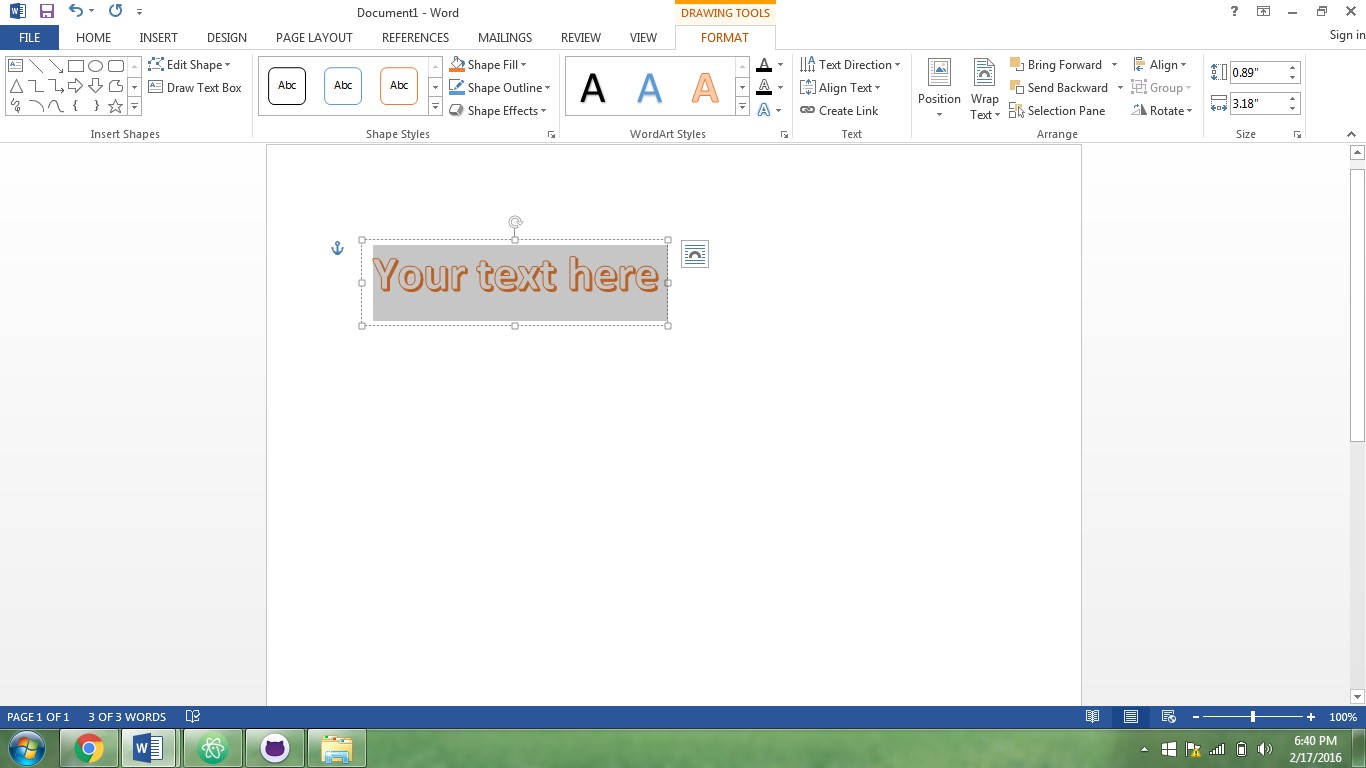 Document1 - Word
DRAWING TOOLS
?
Sign in
FILE HOME INSERT DESIGN PAGE LAYOUT REFERENCES MAILINGS REVIEW VIEW FORMAT
Edit Shape
Draw Text Box
Insert Shapes
Abc Abc Abc
Shape Fill
Shape Outline
Shape Effects
Shape Styles
A A A
A
A
A
WordArt Styles
Text Direction
Align Text
Create Link
Text
Position
Wrap
Text
Bring Forward
Send Backward
Selection Pane
Align
Group
Rotate
Arrange
0.89"
3.18"
Size
Your text here
PAGE 1 OF 1 3 OF 3 WORDS
100%
6:40 PM
2/17/2016